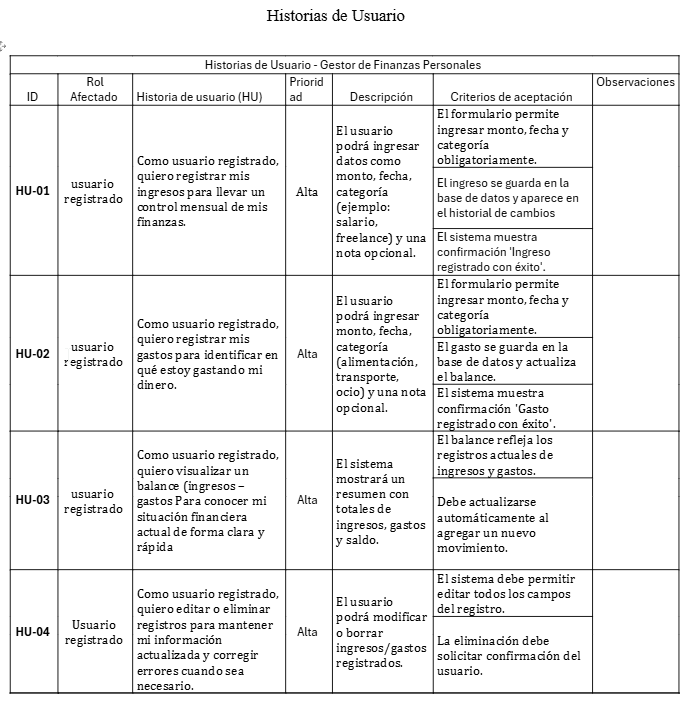 Historias de Usuario
Historias de Usuario - Gestor de Finanzas Personales
ID
Rol
Afectado
Historia de usuario (HU)
Priorid
ad
Descripción
Criterios de aceptación
Observaciones
HU-01
usuario
registrado
Como usuario registrado,
quiero registrar mis
ingresos para llevar un
control mensual de mis
finanzas.
Alta
El usuario
podrá ingresar
datos como
monto, fecha,
categoría
(ejemplo:
salario,
freelance) y una
nota opcional.
El formulario permite
ingresar monto, fecha y
categoría
obligatoriamente.
El ingreso se guarda en la
base de datos y aparece en
el historial de cambios
El sistema muestra
confirmación 'Ingreso
registrado con éxito'.
HU-02
usuario
registrado
Como usuario registrado,
quiero registrar mis
gastos para identificar en
qué estoy gastando mi
dinero.
Alta
El usuario
podrá ingresar
monto, fecha,
categoría
(alimentación,
transporte,
ocio) y una nota
opcional.
El formulario permite
ingresar monto, fecha y
categoría
obligatoriamente.
El gasto se guarda en la
base de datos y actualiza
el balance.
El sistema muestra
confirmación 'Gasto
registrado con éxito'.
HU-03
usuario
registrado
Como usuario registrado,
quiero visualizar un
balance (ingresos –
gastos Para conocer mi
situación financiera
actual de forma clara y
rápida
Alta
El sistema
mostrará un
resumen con
totales de
ingresos, gastos
y saldo.
El balance refleja los
registros actuales de
ingresos y gastos.
Debe actualizarse
automáticamente al
agregar un nuevo
movimiento.
HU-04
Usuario
registrado
Como usuario registrado,
quiero editar o eliminar
registros para mantener
mi información
actualizada y corregir
errores cuando sea
necesario.
Alta
El usuario
podrá modificar
o borrar
ingresos/gastos
registrados.
El sistema debe permitir
editar todos los campos
del registro.
La eliminación debe
solicitar confirmación del
usuario.